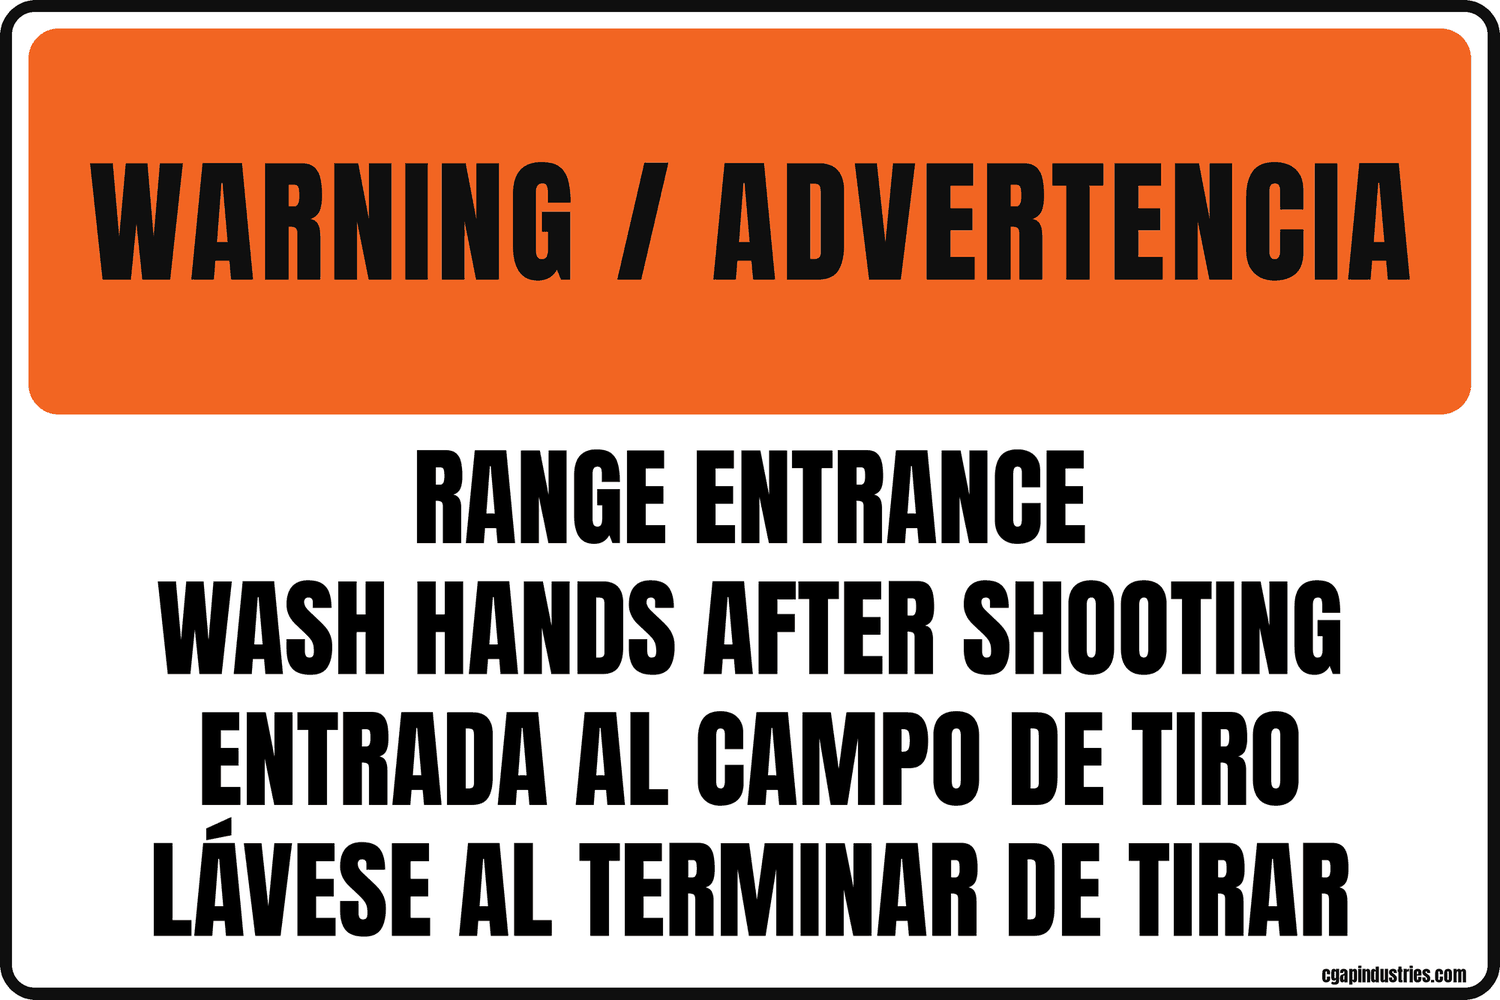 WARNING / ADVERTENCIA
RANGE ENTRANCE
WASH HANDS AFTER SHOOTING
ENTRADA AL CAMPO DE TIRO
LÁVESE AL TERMINAR DE TIRAR
cgapindustries.com